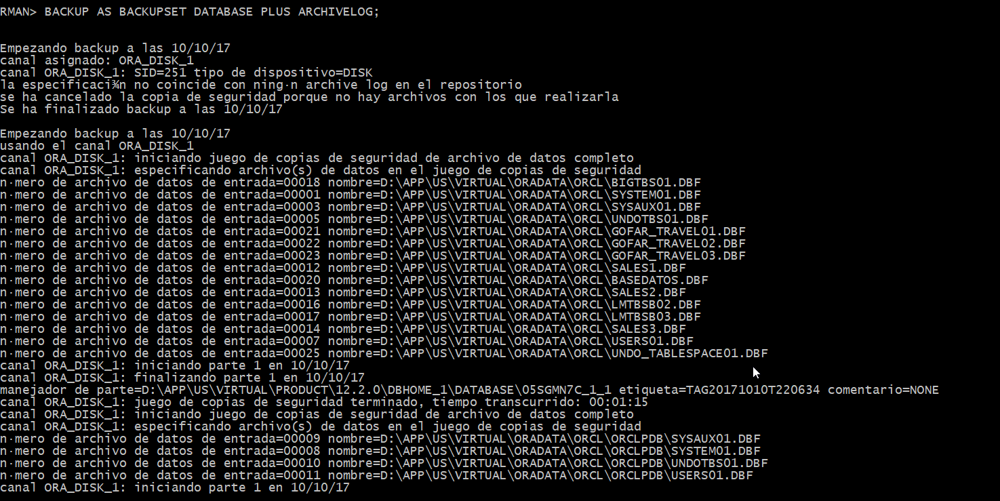 RMAN> BACKUP AS BACKUPSET DATABASE PLUS ARCHIVELOG;
Empezando backup a las 10/10/17
canal asignado: ORA_DISK_1
canal ORA_DISK_1: SID=251 tipo de dispositivo=DISK
la especificaci¾n no coincide con ning·n archive log en el repositorio
se ha cancelado la copia de seguridad porque no hay archivos con los que realizarla
Se ha finalizado backup a las 10/10/17
Empezando backup a las 10/10/17
usando el canal ORA_DISK_1
canal ORA_DISK_1: iniciando juego de copias de seguridad de archivo de datos completo
canal ORA_DISK_1: especificando archivo(s) de datos en el juego de copias de seguridad
n·mero de archivo de datos de entrada=00018 nombre=D:\APP\US\VIRTUAL\ORADATA\ORCL\BIGTBS01.DBF
n·mero de archivo de datos de entrada=00001 nombre=D:\APP\US\VIRTUAL\ORADATA\ORCL\SYSTEM01.DBF
n·mero de archivo de datos de entrada=00003 nombre=D:\APP\US\VIRTUAL\ORADATA\ORCL\SYSAUX01.DBF
n·mero de archivo de datos de entrada=00005 nombre=D:\APP\US\VIRTUAL\ORADATA\ORCL\UNDOTBS01.DBF
n·mero de archivo de datos de entrada=00021 nombre=D:\APP\US\VIRTUAL\ORADATA\ORCL\GOFAR_TRAVEL01.DBF
n·mero de archivo de datos de entrada=00022 nombre=D:\APP\US\VIRTUAL\ORADATA\ORCL\GOFAR_TRAVEL02.DBF
n·mero de archivo de datos de entrada=00023 nombre=D:\APP\US\VIRTUAL\ORADATA\ORCL\GOFAR_TRAVEL03.DBF
n·mero de archivo de datos de entrada=00012 nombre=D:\APP\US\VIRTUAL\ORADATA\ORCL\SALES1.DBF
n·mero de archivo de datos de entrada=00020 nombre=D:\APP\US\VIRTUAL\ORADATA\ORCL\BASEDATOS.DBF
n·mero de archivo de datos de entrada=00013 nombre=D:\APP\US\VIRTUAL\ORADATA\ORCL\SALES2.DBF
n·mero de archivo de datos de entrada=00016 nombre=D:\APP\US\VIRTUAL\ORADATA\ORCL\LMTBSB02.DBF
n·mero de archivo de datos de entrada=00017 nombre=D:\APP\US\VIRTUAL\ORADATA\ORCL\LMTBSB03.DBF
n·mero de archivo de datos de entrada=00014 nombre=D:\APP\US\VIRTUAL\ORADATA\ORCL\SALES3.DBF
n·mero de archivo de datos de entrada=00007 nombre=D:\APP\US\VIRTUAL\ORADATA\ORCL\USERS01.DBF
n·mero de archivo de datos de entrada=00025 nombre=D:\APP\US\VIRTUAL\ORADATA\ORCL\UNDO_TABLESPACE01.DBF
canal ORA_DISK_1: iniciando parte 1 en 10/10/17
canal ORA_DISK_1: finalizando parte 1 en 10/10/17
manejador de parte=D:\APP\US\VIRTUAL\PRODUCT\12.2.0\DBHOME_1\DATABASE\05SGMN7C_1_1 etiqueta=TAG20171010T220634 comentario=NONE
canal ORA_DISK_1: juego de copias de seguridad terminado, tiempo transcurrido: 00:01:15
canal ORA_DISK_1: iniciando juego de copias de seguridad de archivo de datos completo
canal ORA_DISK_1: especificando archivo(s) de datos en el juego de copias de seguridad
n·mero de archivo de datos de entrada=00009 nombre=D:\APP\US\VIRTUAL\ORADATA\ORCL\ORCLPDB\SYSAUX01.DBF
n·mero de archivo de datos de entrada=00008 nombre=D:\APP\US\VIRTUAL\ORADATA\ORCL\ORCLPDB\SYSTEM01.DBF
n·mero de archivo de datos de entrada=00010 nombre=D:\APP\US\VIRTUAL\ORADATA\ORCL\ORCLPDB\UNDOTBS01.DBF
n·mero de archivo de datos de entrada=00011 nombre=D:\APP\US\VIRTUAL\ORADATA\ORCL\ORCLPDB\USERS01.DBF
canal ORA_DISK_1: iniciando parte 1 en 10/10/17